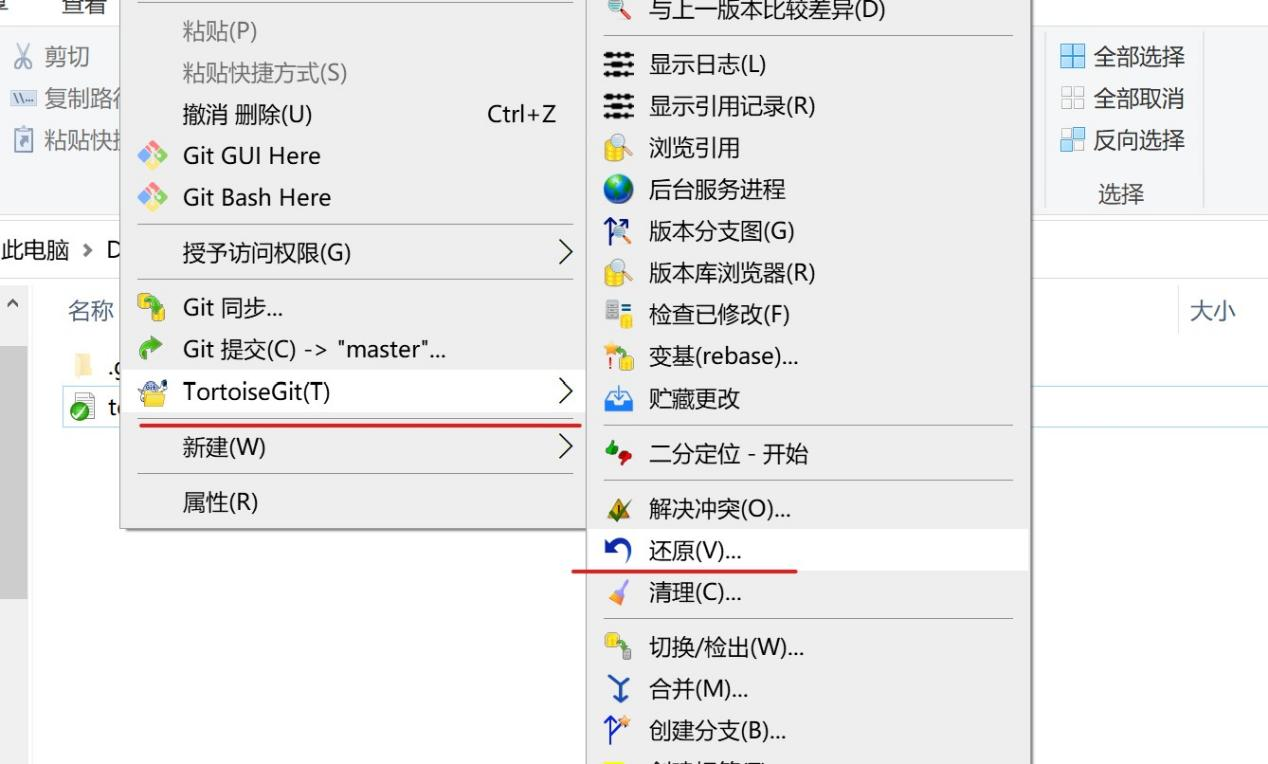 查看
剪切
复制路径
粘贴快捷
此电脑 > D
名称
粘贴(P)
粘贴快捷方式(S)
撤消 删除(U) Ctrl+Z
Git GUI Here
Git Bash Here
授予访问权限(G)
Git 同步...
Git 提交(C) -> "master"...
TortoiseGit(T)
新建(W)
属性(R)
与上一版本比较差异(D)
显示日志(L)
显示引用记录(R)
浏览引用
后台服务进程
版本分支图(G)
版本库浏览器(R)
检查已修改(F)
变基(rebase)...
贮藏更改
二分定位 - 开始
解决冲突(O)...
还原(V)...
清理(C)...
切换/检出(W)...
合并(M)...
创建分支(B)...
全部选择
全部取消
反向选择
选择
大小